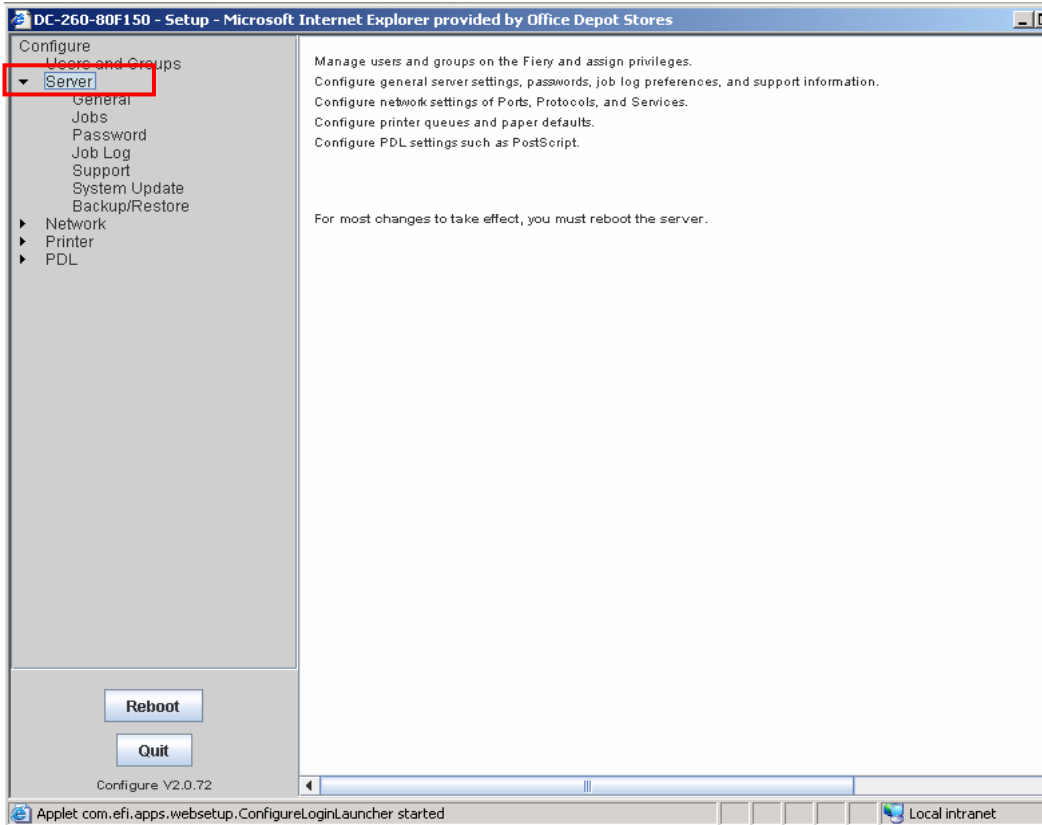 DC-260-80F150 - Setup - Microsoft Internet Explorer provided by Office Depot Stores
Configure
Users and Groups
Server
General
Jobs
Password
Job Log
Support
System Update
Backup/Restore
Network
Printer
PDL
Manage users and groups on the Fiery and assign privileges.
Configure general server settings, passwords, job log preferences, and support information.
Configure network settings of Ports, Protocols, and Services.
Configure printer queues and paper defaults.
Configure PDL settings such as PostScript.
For most changes to take effect, you must reboot the server.
Reboot
Quit
Configure V2.0.72
Applet com.efi.apps.websetup.ConfigureLoginLauncher started
Local intranet